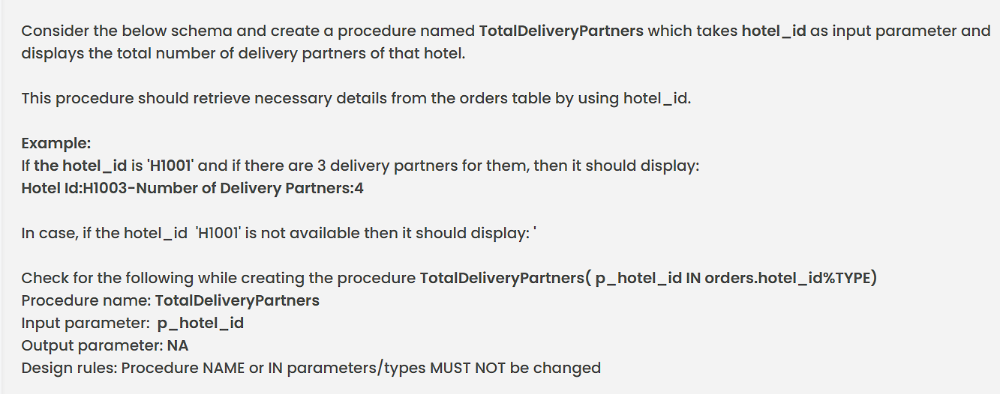 Consider the below schema and create a procedure named TotalDeliveryPartners which takes hotel_id as input parameter and
displays the total number of delivery partners of that hotel.
This procedure should retrieve necessary details from the orders table by using hotel_id.
Example:
If the hotel_id is 'H1001' and if there are 3 delivery partners for them, then it should display:
Hotel Id:H1003-Number of Delivery Partners:4
In case, if the hotel_id  'H1001' is not available then it should display: '
Check for the following while creating the procedure TotalDeliveryPartners( p_hotel_id IN orders.hotel_id%TYPE)
Procedure name: TotalDeliveryPartners
Input parameter:  p_hotel_id
Output parameter: NA
Design rules: Procedure NAME or IN parameters/types MUST NOT be changed